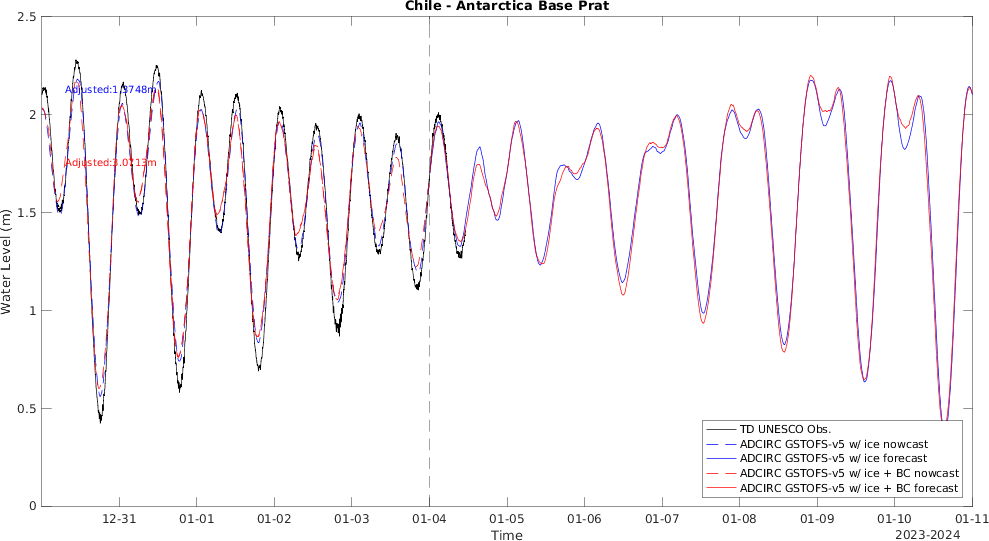 Chile - Antarctica Base Prat
2.5
2
1.5
1
0.5
0
Water Level (m)
Adjusted:1.3748m
Adjusted:3.0713m
TD UNESCO Obs.
ADCIRC GSTOFS-v5 w/ ice nowcast
ADCIRC GSTOFS-v5 w/ ice forecast
ADCIRC GSTOFS-v5 w/ ice + BC nowcast
ADCIRC GSTOFS-v5 w/ ice + BC forecast
12-31 01-01 01-02 01-03 01-04 01-05 01-06 01-07 01-08 01-09 01-10 01-11
Time
2023-2024